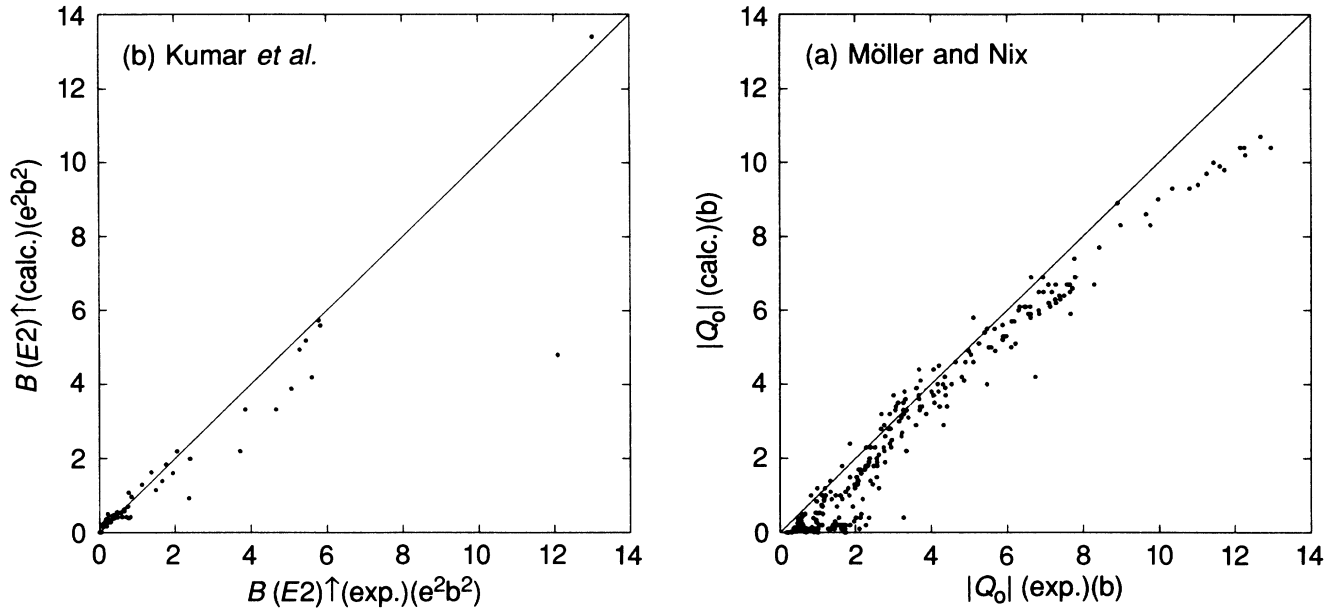 (b) Kumar et al.
14
12
10
8
6
4
2
0
B(E2)↑(calc.)(e²b²)
0 2 4 6 8 10 12 14
B(E2)↑(exp.)(e²b²)
(a) Möller and Nix
14
12
10
8
6
4
2
0
|Q₀| (calc.)(b)
0 2 4 6 8 10 12 14
|Q₀| (exp.)(b)